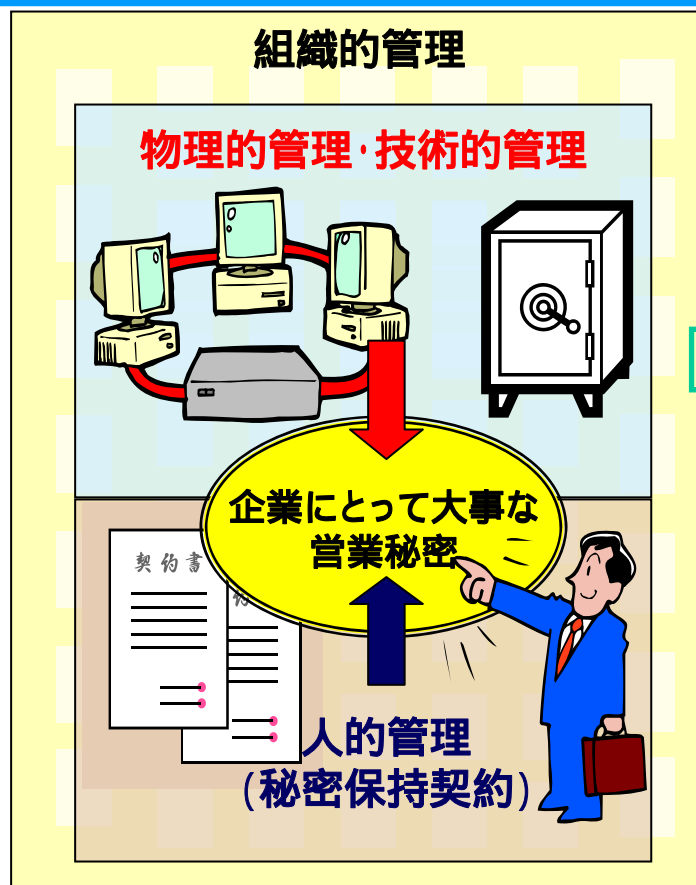 組織的管理
物理的管理・技術的管理
企業にとって大事な
営業秘密
契約書
約
人的管理
(秘密保持契約)